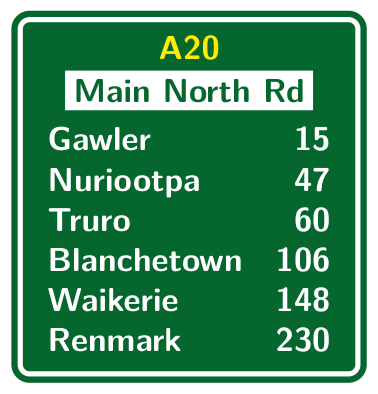 A20
Main North Rd
Gawler 15
Nuriootpa 47
Truro 60
Blanchetown 106
Waikerie 148
Renmark 230